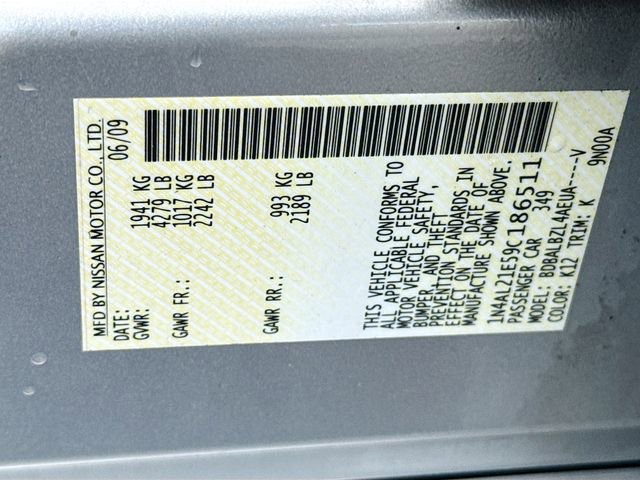 MFD BY NISSAN MOTOR CO., LTD.
DATE: 06/09
GVWR: 1941 KG
4279 LB
GAWR FR.: 1017 KG
2242 LB
GAWR RR.: 993 KG
2189 LB
THIS VEHICLE CONFORMS TO
ALL APPLICABLE FEDERAL
MOTOR VEHICLE SAFETY,
BUMPER, AND THEFT
PREVENTION STANDARDS IN
EFFECT ON THE DATE OF
MANUFACTURE SHOWN ABOVE.
1N4AL21E39C186511
PASSENGER CAR 349
MODEL: BDBALBZL4AEUA----V
COLOR: K12 TRIM: K 9N00A